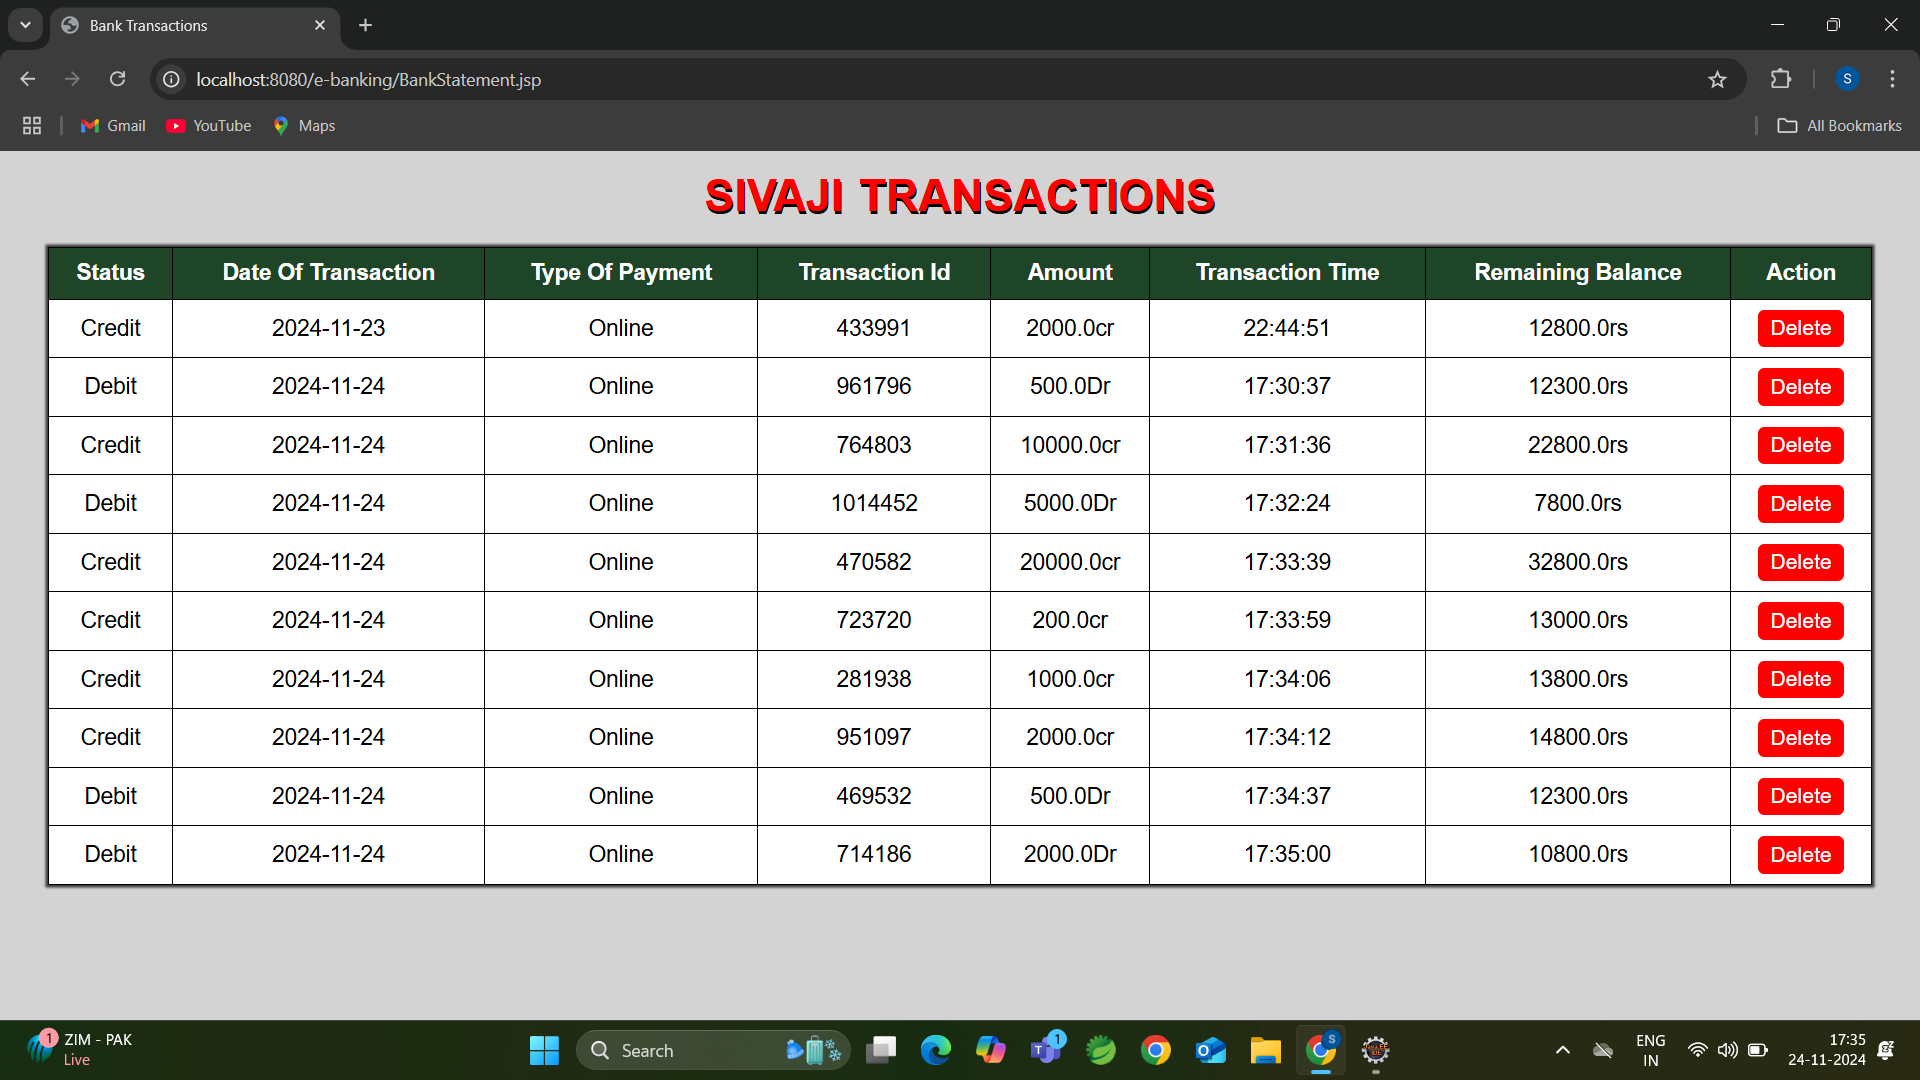 Bank Transactions
localhost:8080/e-banking/BankStatement.jsp
S
Gmail YouTube Maps All Bookmarks
SIVAJI TRANSACTIONS
Status Date Of Transaction Type Of Payment Transaction Id Amount Transaction Time Remaining Balance Action
Credit 2024-11-23 Online 433991 2000.0cr 22:44:51 12800.0rs Delete
Debit 2024-11-24 Online 961796 500.0Dr 17:30:37 12300.0rs Delete
Credit 2024-11-24 Online 764803 10000.0cr 17:31:36 22800.0rs Delete
Debit 2024-11-24 Online 1014452 5000.0Dr 17:32:24 7800.0rs Delete
Credit 2024-11-24 Online 470582 20000.0cr 17:33:39 32800.0rs Delete
Credit 2024-11-24 Online 723720 200.0cr 17:33:59 13000.0rs Delete
Credit 2024-11-24 Online 281938 1000.0cr 17:34:06 13800.0rs Delete
Credit 2024-11-24 Online 951097 2000.0cr 17:34:12 14800.0rs Delete
Debit 2024-11-24 Online 469532 500.0Dr 17:34:37 12300.0rs Delete
Debit 2024-11-24 Online 714186 2000.0Dr 17:35:00 10800.0rs Delete
1 ZIM - PAK
Live
Search
1
S
ENG
IN
17:35
24-11-2024